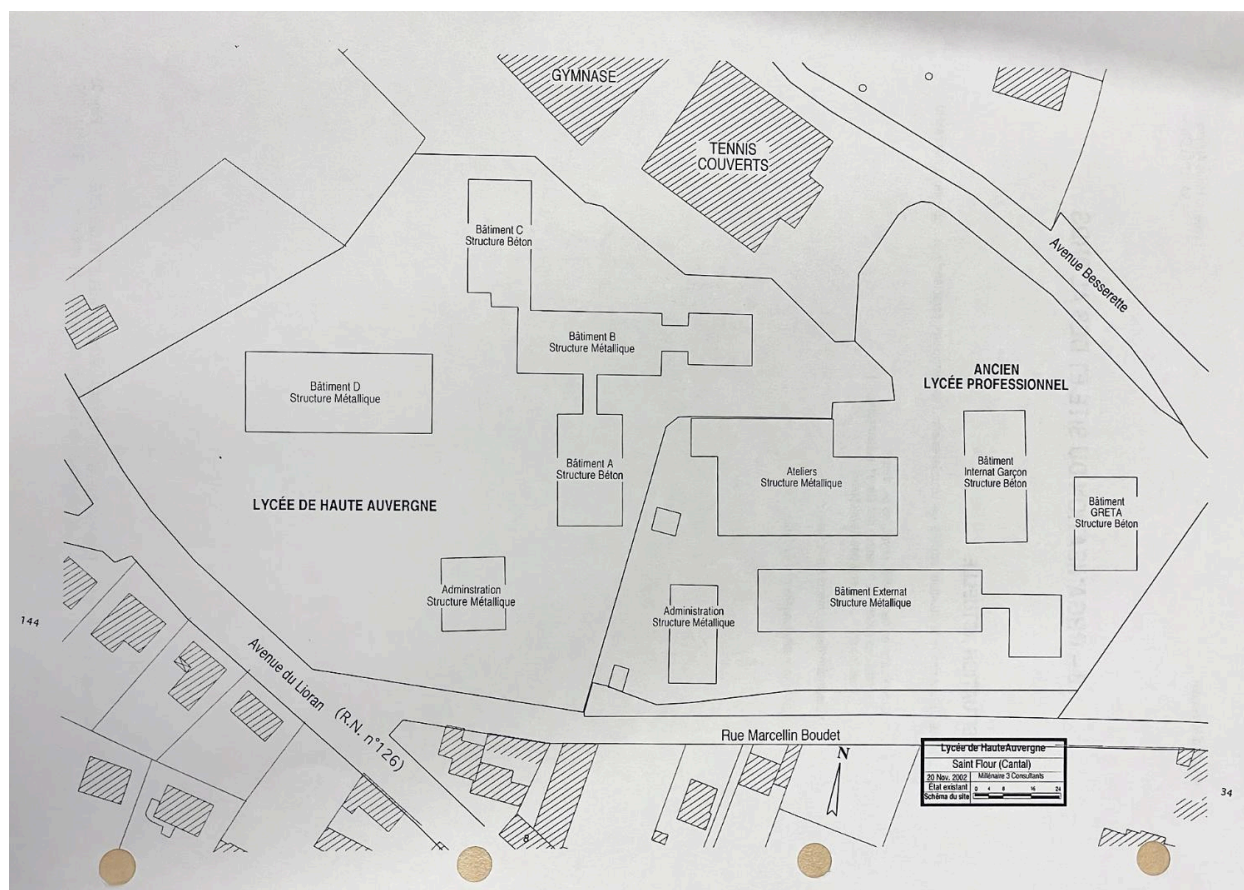 GYMNASE
TENNIS
COUVERTS
Avenue Besserette
Bâtiment C
Structure Béton
Bâtiment B
Structure Métallique
Bâtiment D
Structure Métallique
ANCIEN
LYCÉE PROFESSIONNEL
Bâtiment A
Structure Béton
Ateliers
Structure Métallique
Bâtiment
Internat Garçon
Structure Béton
Bâtiment
GRETA
Structure Béton
LYCÉE DE HAUTE AUVERGNE
Adminstration
Structure Métallique
Administration
Structure Métallique
Bâtiment Externat
Structure Métallique
144
Avenue du Lioran (R.N. n°126)
Rue Marcellin Boudet
N
Lycée de HauteAuvergne
Saint Flour (Cantal)
20 Nov. 2002 Millénaire 3 Consultants
État existant 0 4 8 16 24
Schéma du site
34
8